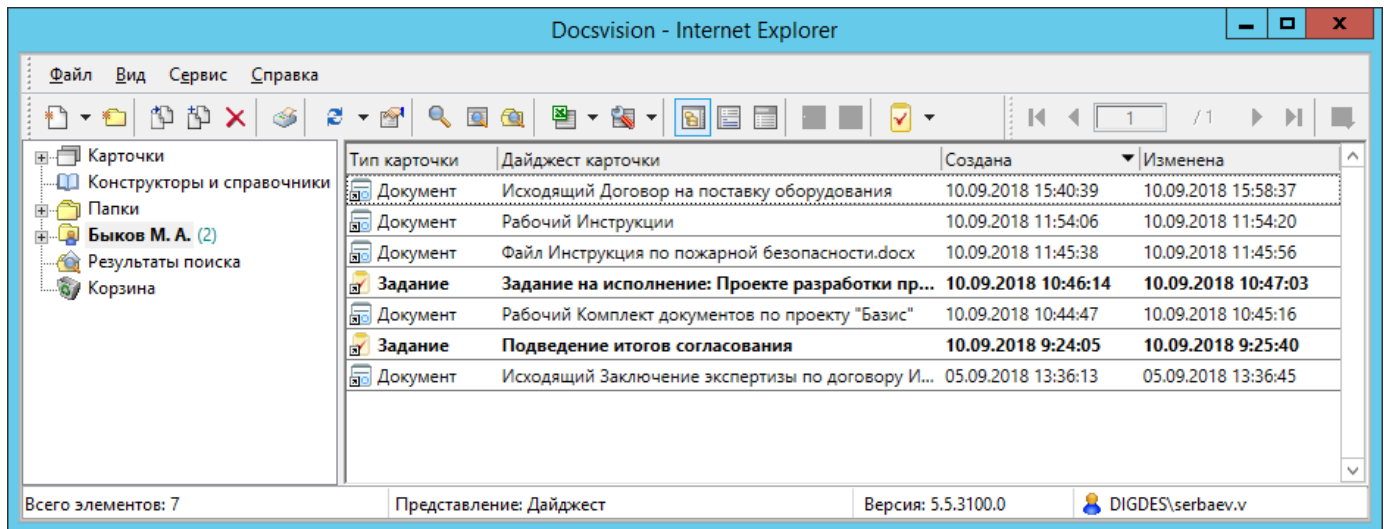 Docsvision - Internet Explorer
Файл Вид Сервис Справка
1 / 1
Карточки
Конструкторы и справочники
Папки
Быков М. А. (2)
Результаты поиска
Корзина
Тип карточки Дайджест карточки Создана Изменена
Документ Исходящий Договор на поставку оборудования 10.09.2018 15:40:39 10.09.2018 15:58:37
Документ Рабочий Инструкции 10.09.2018 11:54:06 10.09.2018 11:54:20
Документ Файл Инструкция по пожарной безопасности.docx 10.09.2018 11:45:38 10.09.2018 11:45:56
Задание Задание на исполнение: Проекте разработки пр... 10.09.2018 10:46:14 10.09.2018 10:47:03
Документ Рабочий Комплект документов по проекту "Базис" 10.09.2018 10:44:47 10.09.2018 10:45:16
Задание Подведение итогов согласования 10.09.2018 9:24:05 10.09.2018 9:25:40
Документ Исходящий Заключение экспертизы по договору И... 05.09.2018 13:36:13 05.09.2018 13:36:45
Всего элементов: 7 Представление: Дайджест Версия: 5.5.3100.0 DIGDES\serbaev.v